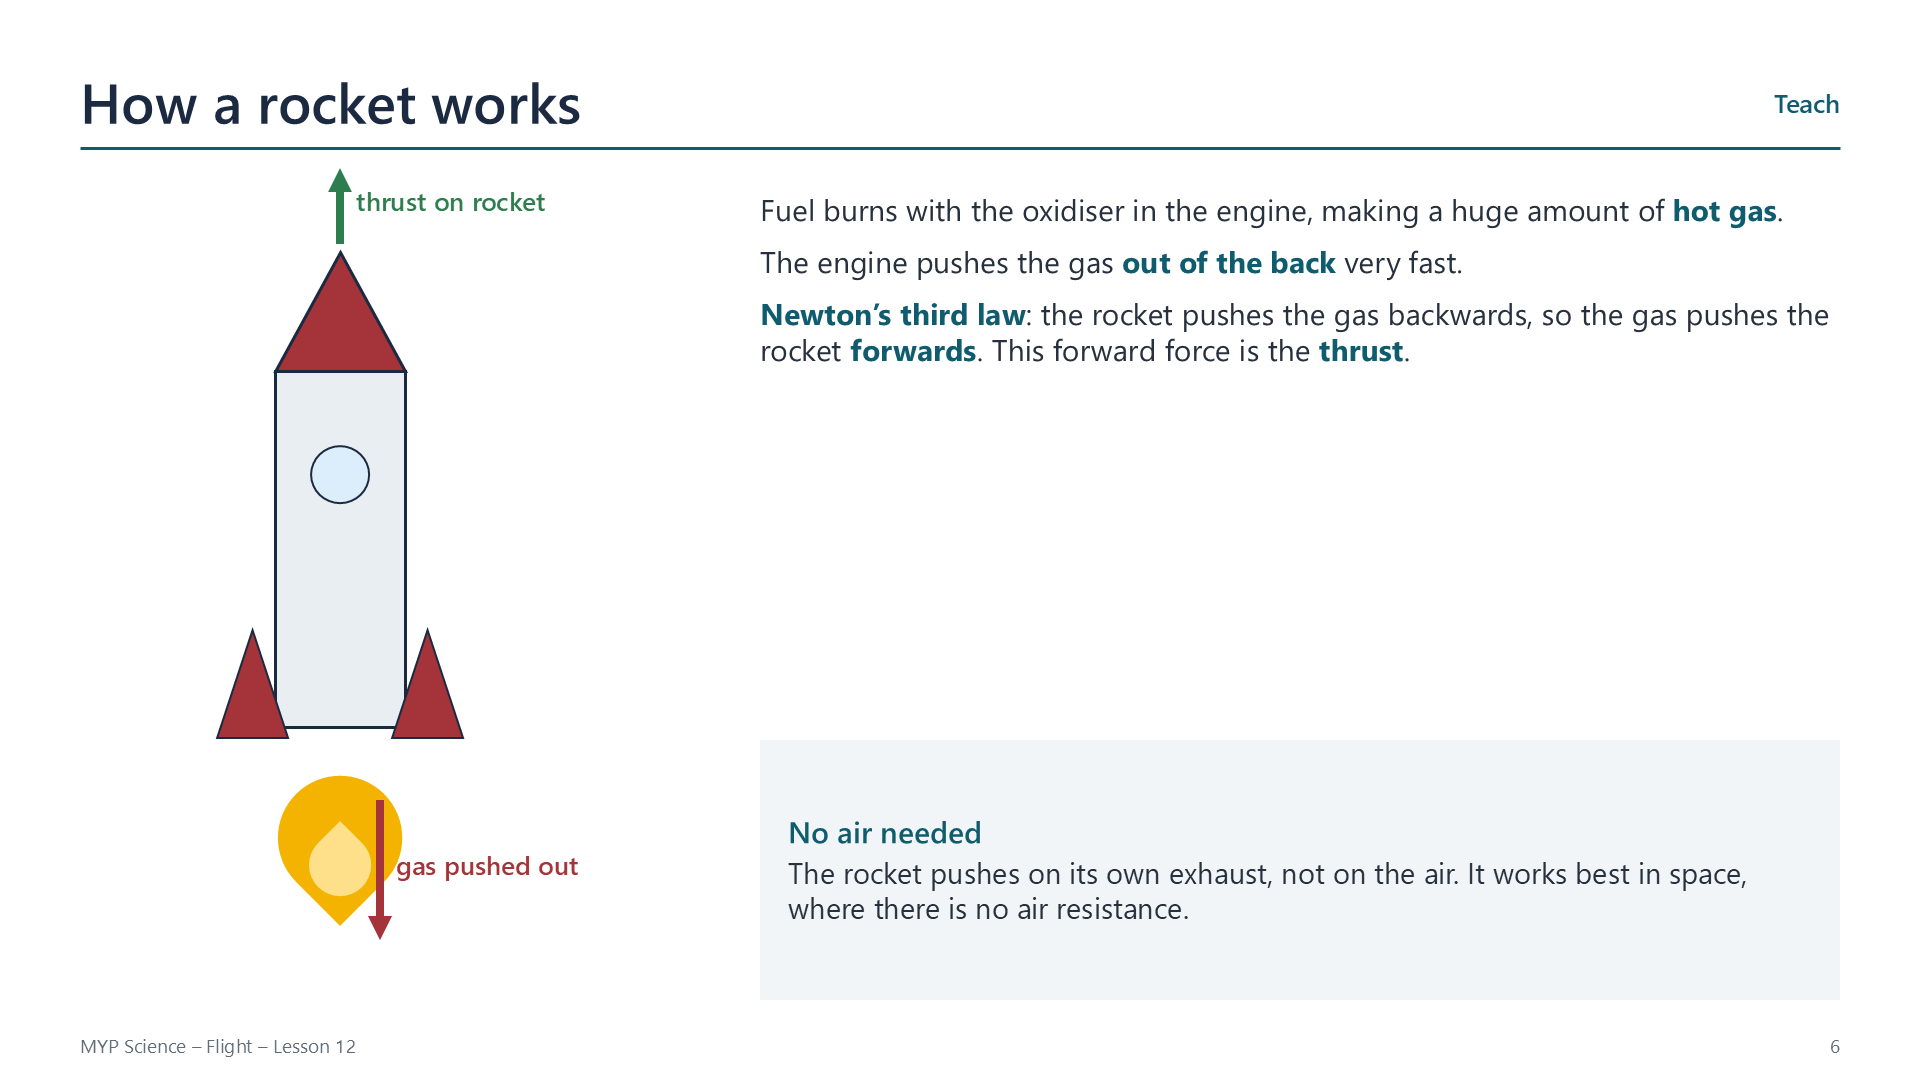 How a rocket works
Teach
thrust on rocket
Fuel burns with the oxidiser in the engine, making a huge amount of hot gas.
The engine pushes the gas out of the back very fast.
Newton’s third law: the rocket pushes the gas backwards, so the gas pushes the
rocket forwards. This forward force is the thrust.
gas pushed out
No air needed
The rocket pushes on its own exhaust, not on the air. It works best in space,
where there is no air resistance.
MYP Science – Flight – Lesson 12
6